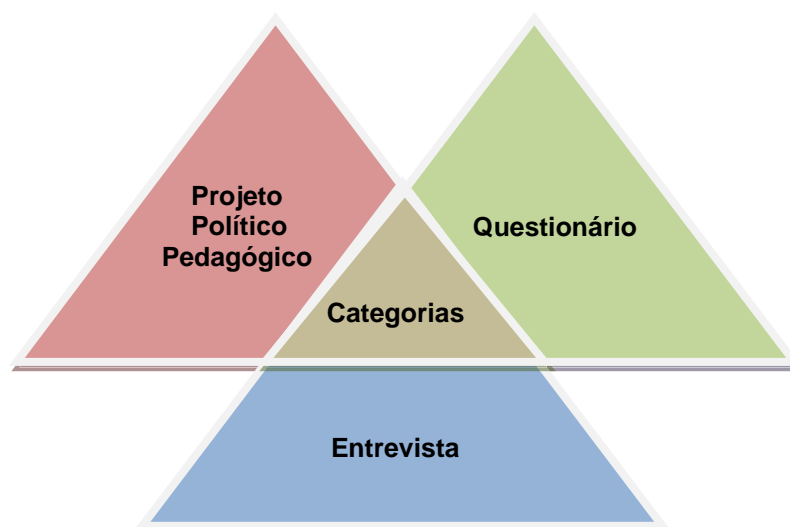 Projeto
Político
Pedagógico
Questionário
Categorias
Entrevista